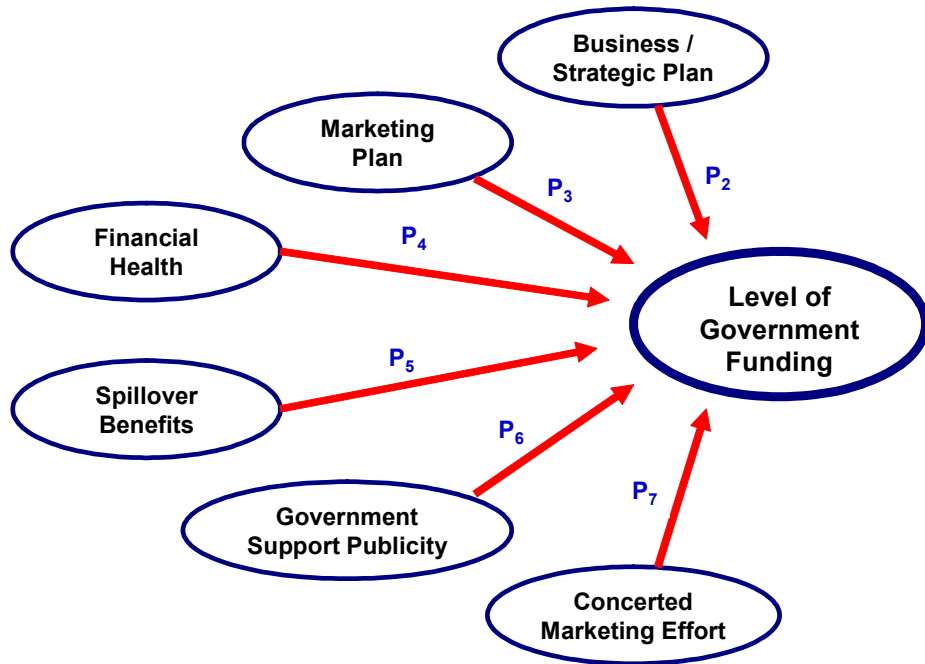 Business /
Strategic Plan
Marketing
Plan
P2
P3
Financial
Health
P4
Level of
Government
Funding
P5
Spillover
Benefits
P6
Government
Support Publicity
P7
Concerted
Marketing Effort